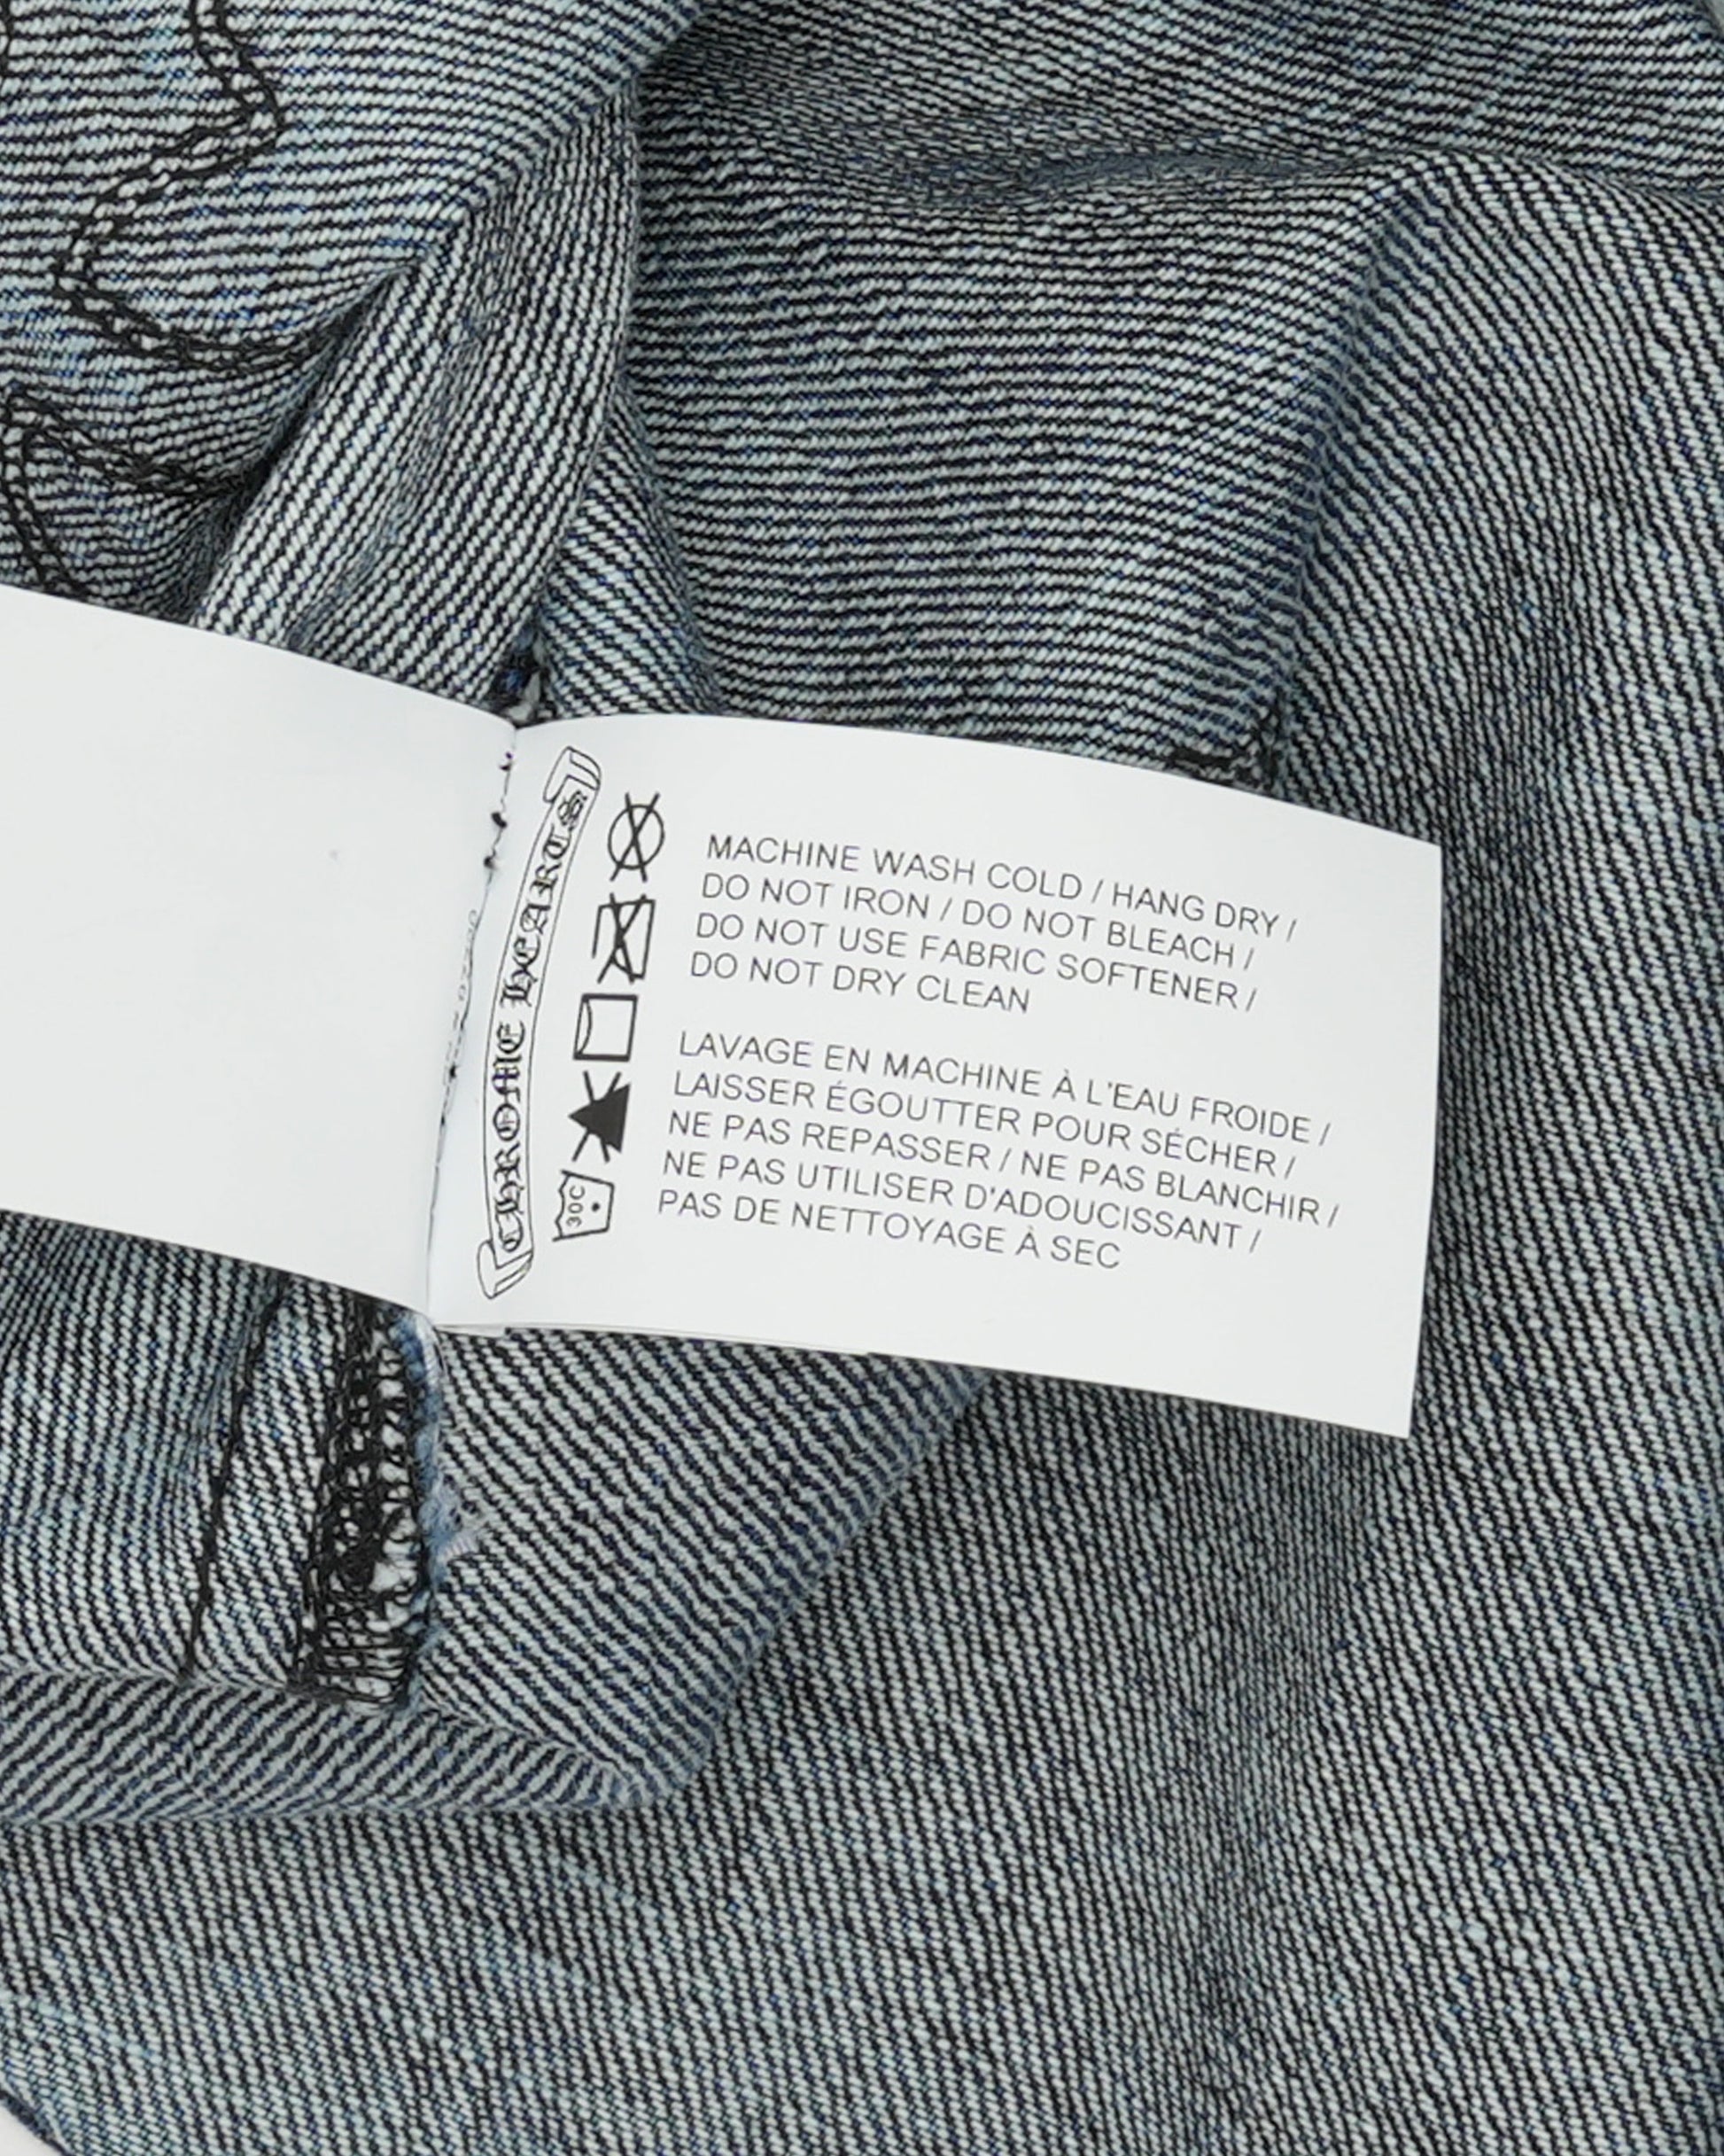 CHROME HEARTS
30C
MACHINE WASH COLD / HANG DRY /
DO NOT IRON / DO NOT BLEACH /
DO NOT USE FABRIC SOFTENER /
DO NOT DRY CLEAN
LAVAGE EN MACHINE À L'EAU FROIDE /
LAISSER ÉGOUTTER POUR SÉCHER /
NE PAS REPASSER / NE PAS BLANCHIR /
NE PAS UTILISER D'ADOUCISSANT /
PAS DE NETTOYAGE À SEC